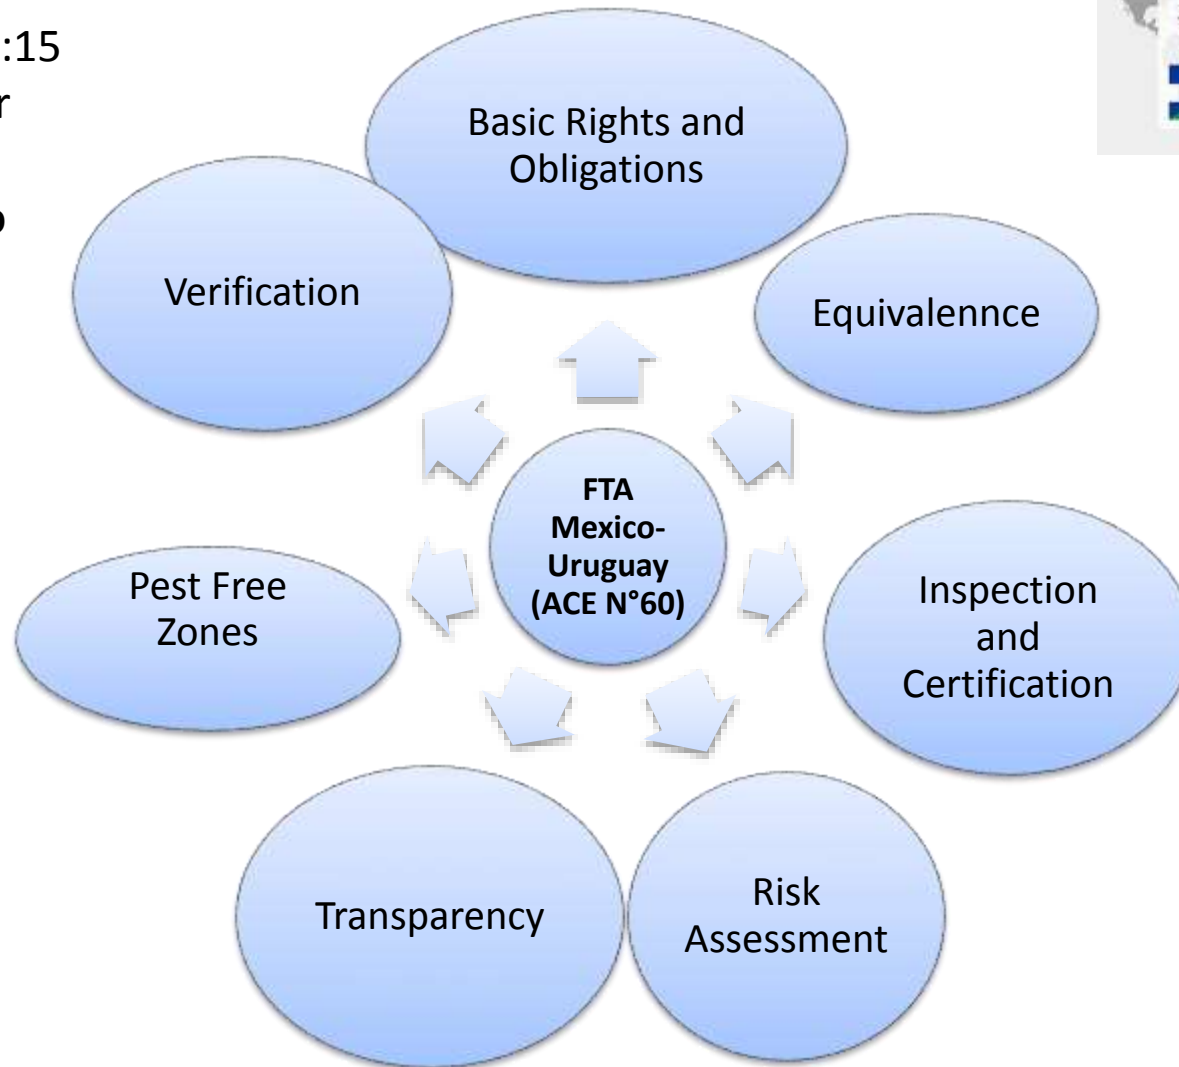 :15
r
o
Basic Rights and
Obligations
Verification
Equivalennce
FTA
Mexico-
Uruguay
(ACE N°60)
Pest Free
Zones
Inspection
and
Certification
Transparency
Risk
Assessment